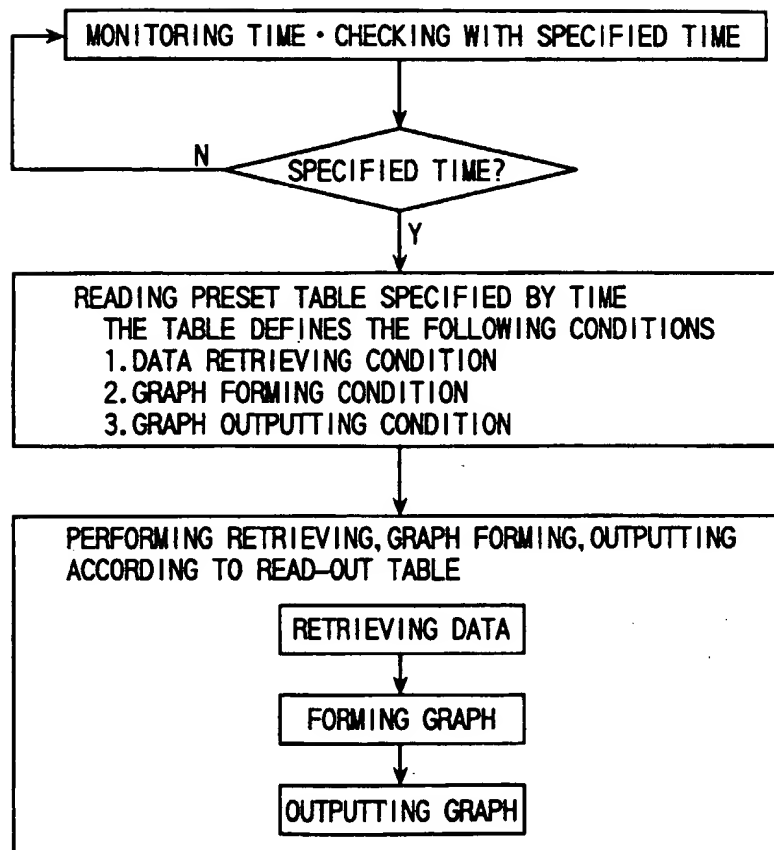 MONITORING TIME・CHECKING WITH SPECIFIED TIME
SPECIFIED TIME?
N
Y
READING PRESET TABLE SPECIFIED BY TIME
THE TABLE DEFINES THE FOLLOWING CONDITIONS
1.DATA RETRIEVING CONDITION
2.GRAPH FORMING CONDITION
3.GRAPH OUTPUTTING CONDITION
PERFORMING RETRIEVING,GRAPH FORMING,OUTPUTTING
ACCORDING TO READ-OUT TABLE
RETRIEVING DATA
FORMING GRAPH
OUTPUTTING GRAPH